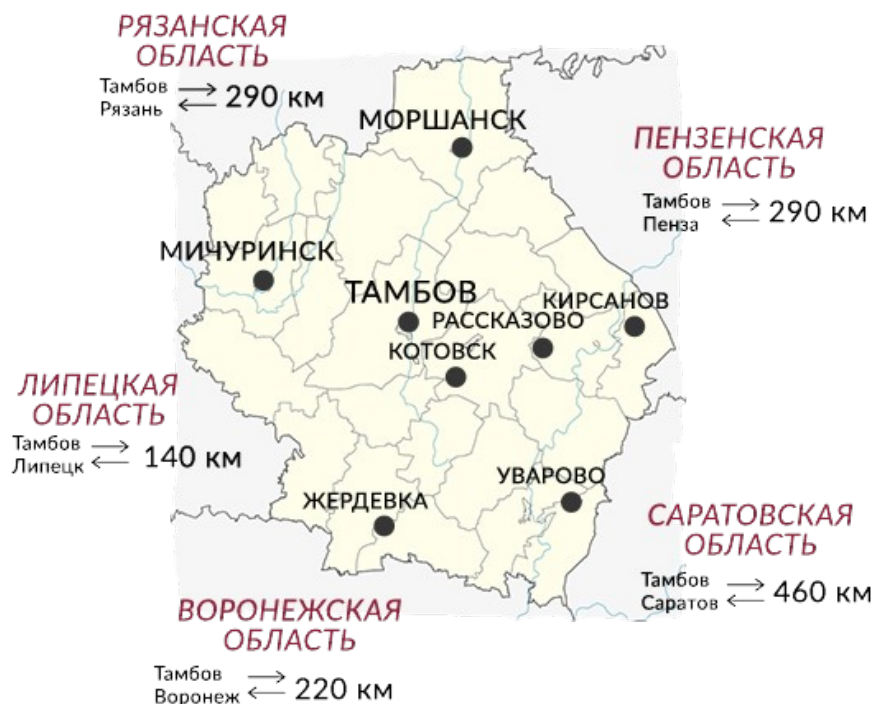 РЯЗАНСКАЯ
ОБЛАСТЬ
Тамбов
Рязань
290 км
МОРШАНСК
ПЕНЗЕНСКАЯ
ОБЛАСТЬ
Тамбов
Пенза
290 км
МИЧУРИНСК
ТАМБОВ
КИРСАНОВ
РАССКАЗОВО
КОТОВСК
ЛИПЕЦКАЯ
ОБЛАСТЬ
Тамбов
Липецк
140 км
УВАРОВО
ЖЕРДЕВКА
САРАТОВСКАЯ
ОБЛАСТЬ
Тамбов
Саратов
460 км
ВОРОНЕЖСКАЯ
ОБЛАСТЬ
Тамбов
Воронеж
220 км